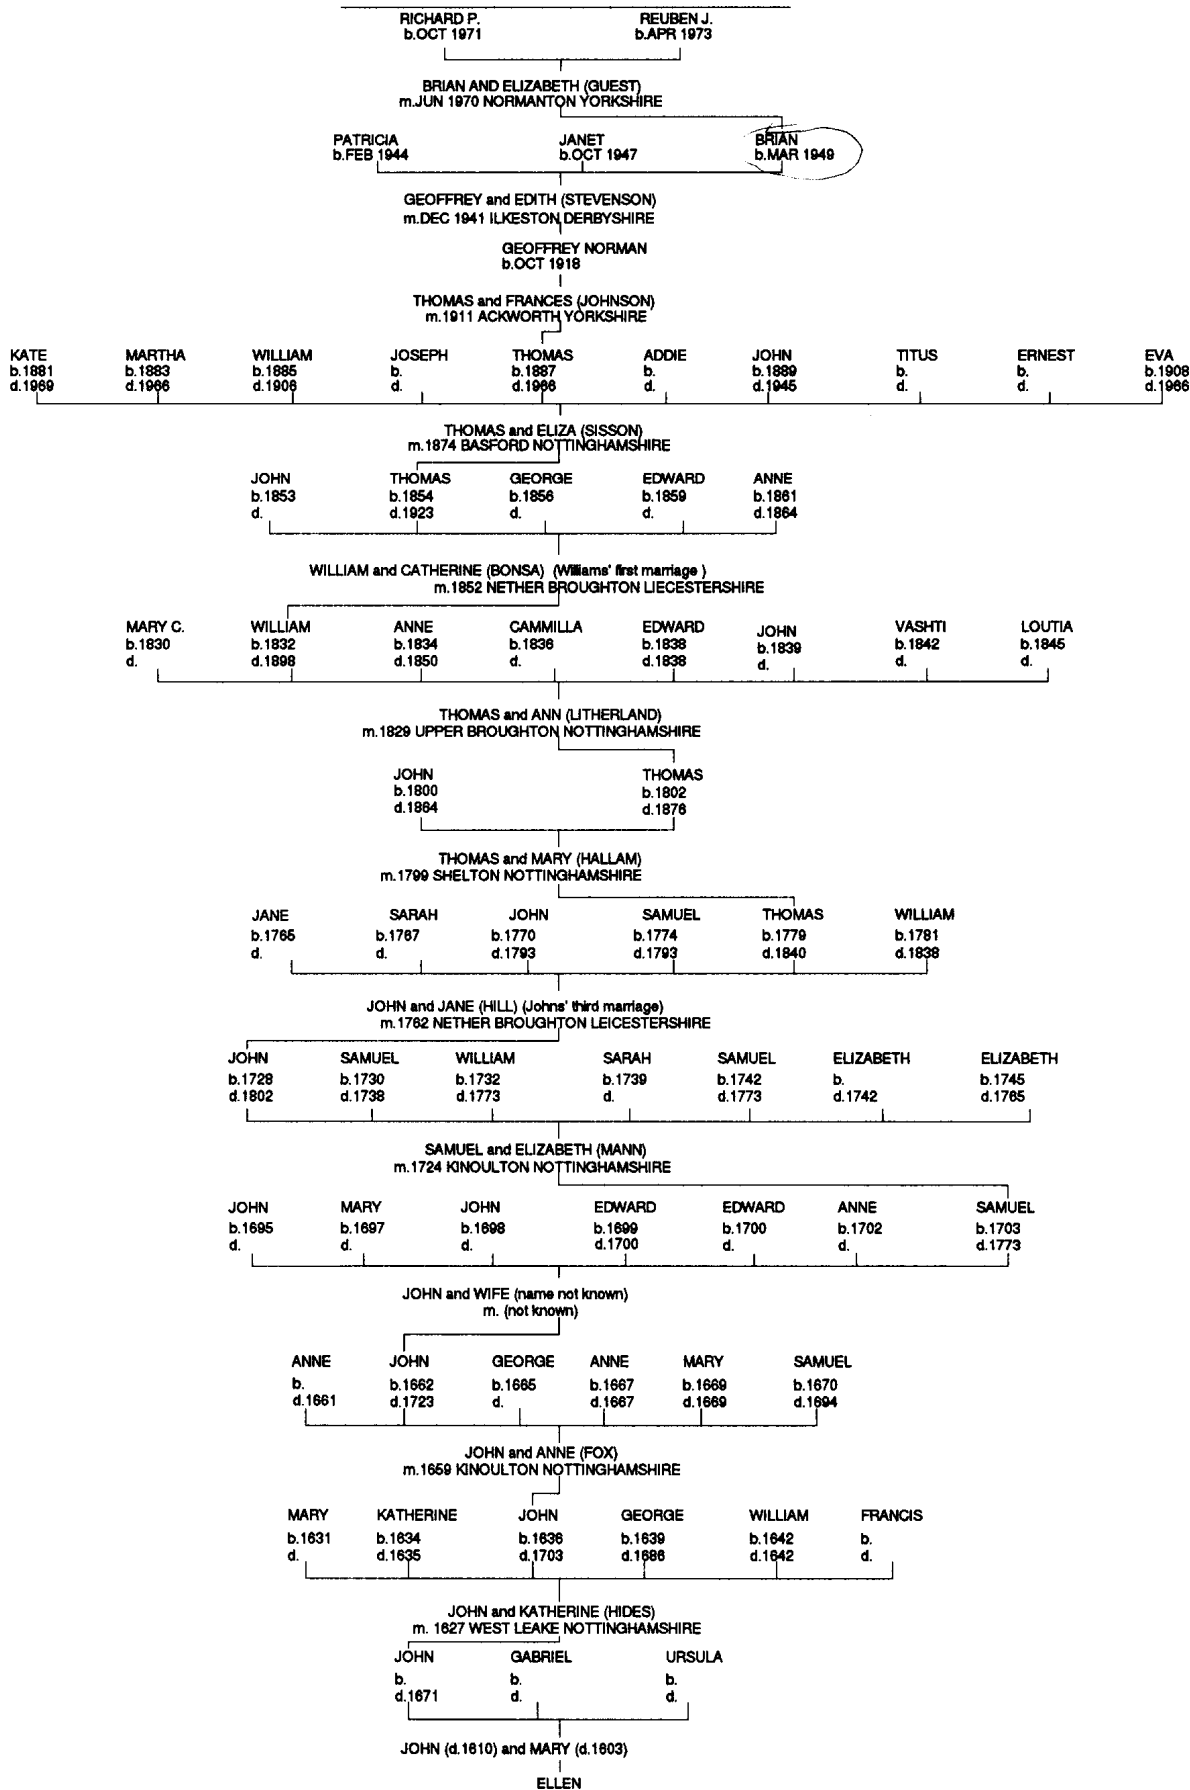 RICHARD P. REUBEN J.
b.OCT 1971 b.APR 1973
BRIAN AND ELIZABETH (GUEST)
m.JUN 1970 NORMANTON YORKSHIRE
PATRICIA JANET BRIAN
b.FEB 1944 b.OCT 1947 b.MAR 1949
GEOFFREY and EDITH (STEVENSON)
m.DEC 1941 ILKESTON DERBYSHIRE
GEOFFREY NORMAN
b.OCT 1918
THOMAS and FRANCES (JOHNSON)
m.1911 ACKWORTH YORKSHIRE
KATE MARTHA WILLIAM JOSEPH THOMAS ADDIE JOHN TITUS ERNEST EVA
b.1881 b.1883 b.1885 b. b.1887 b. b.1889 b. b. b.1908
d.1969 d.1966 d.1906 d. d.1966 d. d.1945 d. d. d.1966
THOMAS and ELIZA (SISSON)
m.1874 BASFORD NOTTINGHAMSHIRE
JOHN THOMAS GEORGE EDWARD ANNE
b.1853 b.1854 b.1856 b.1859 b.1861
d. d.1923 d. d. d.1864
WILLIAM and CATHERINE (BONSA) (Williams' first marriage )
m.1852 NETHER BROUGHTON LIECESTERSHIRE
MARY C. WILLIAM ANNE CAMMILLA EDWARD JOHN VASHTI LOUTIA
b.1830 b.1832 b.1834 b.1836 b.1838 b.1839 b.1842 b.1845
d. d.1898 d.1850 d. d.1838 d. d. d.
THOMAS and ANN (LITHERLAND)
m.1829 UPPER BROUGHTON NOTTINGHAMSHIRE
JOHN THOMAS
b.1800 b.1802
d.1864 d.1876
THOMAS and MARY (HALLAM)
m.1799 SHELTON NOTTINGHAMSHIRE
JANE SARAH JOHN SAMUEL THOMAS WILLIAM
b.1765 b.1767 b.1770 b.1774 b.1779 b.1781
d. d. d.1793 d.1793 d.1840 d.1838
JOHN and JANE (HILL) (Johns' third marriage)
m.1762 NETHER BROUGHTON LEICESTERSHIRE
JOHN SAMUEL WILLIAM SARAH SAMUEL ELIZABETH ELIZABETH
b.1728 b.1730 b.1732 b.1739 b.1742 b. b.1745
d.1802 d.1738 d.1773 d. d.1773 d.1742 d.1765
SAMUEL and ELIZABETH (MANN)
m.1724 KINOULTON NOTTINGHAMSHIRE
JOHN MARY JOHN EDWARD EDWARD ANNE SAMUEL
b.1695 b.1697 b.1698 b.1699 b.1700 b.1702 b.1703
d. d. d. d.1700 d. d. d.1773
JOHN and WIFE (name not known)
m. (not known)
ANNE JOHN GEORGE ANNE MARY SAMUEL
b. b.1662 b.1665 b.1667 b.1669 b.1670
d.1661 d.1723 d. d.1667 d.1669 d.1694
JOHN and ANNE (FOX)
m.1659 KINOULTON NOTTINGHAMSHIRE
MARY KATHERINE JOHN GEORGE WILLIAM FRANCIS
b.1631 b.1634 b.1636 b.1639 b.1642 b.
d. d.1635 d.1703 d.1686 d.1642 d.
JOHN and KATHERINE (HIDES)
m. 1627 WEST LEAKE NOTTINGHAMSHIRE
JOHN GABRIEL URSULA
b. b. b.
d.1671 d. d.
JOHN (d.1610) and MARY (d.1603)
ELLEN